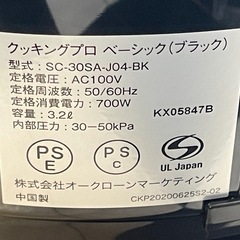 クッキングプロ ベーシック(ブラック)
型式:SC-30SA-J04-BK
定格電圧:AC100V
定格周波数:50/60Hz
定格消費電力:700W
容量:3.2ℓ
KX05847B
内部圧力:30−50kPa
PS
E
PS
C
S
UL Japan
株式会社オークローンマーケティング
中国製
CKP20200625S2-02